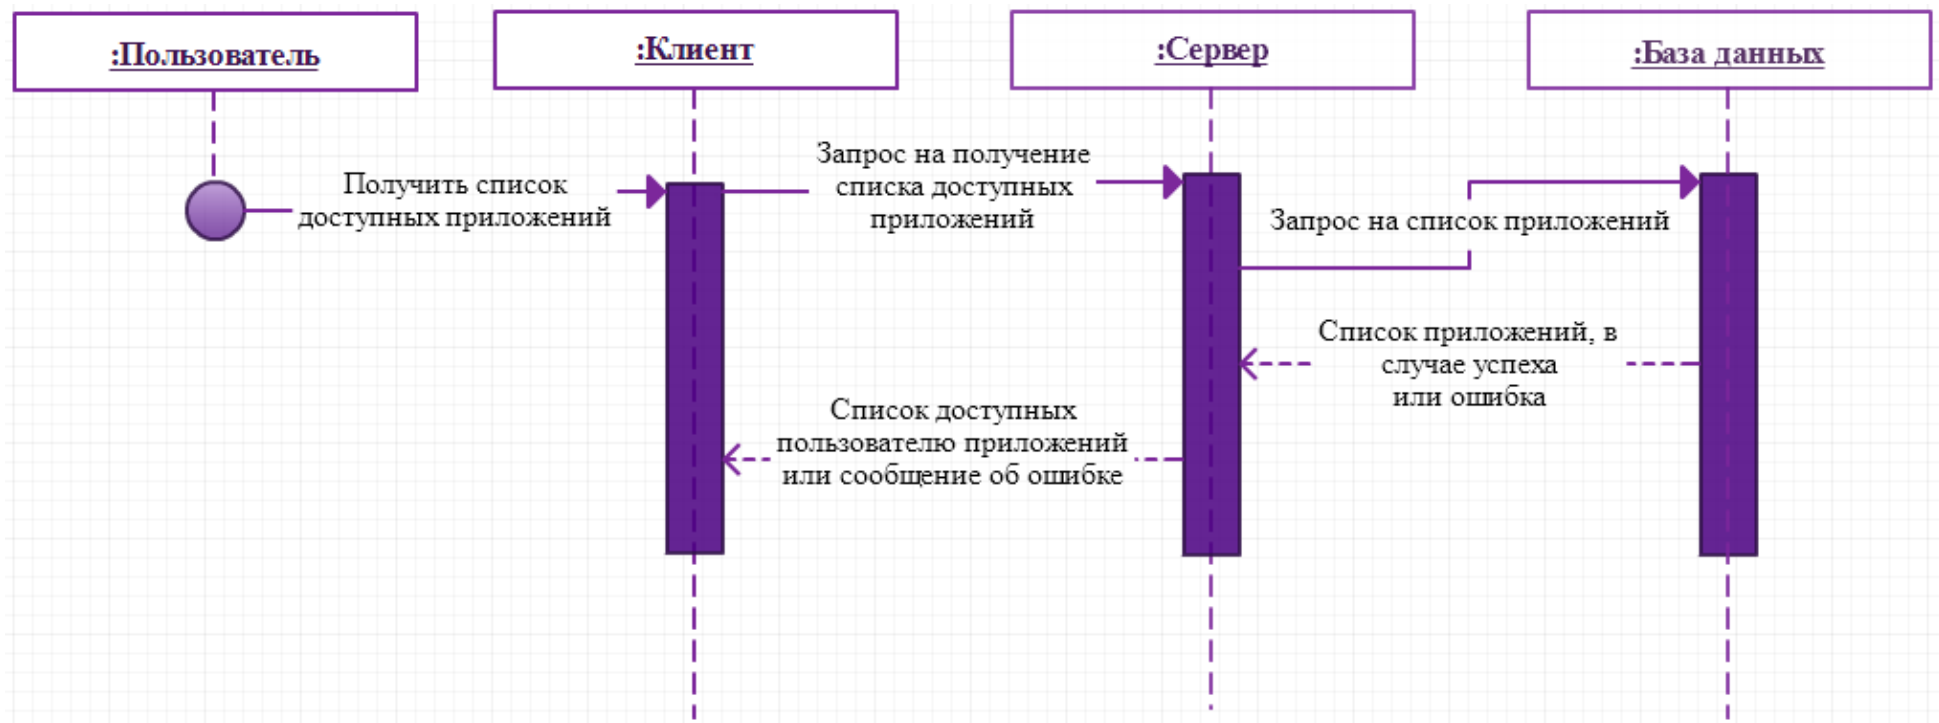 :Пользователь
:Клиент
:Сервер
:База данных
Получить список
доступных приложений
Запрос на получение
списка доступных
приложений
Запрос на список приложений
Список приложений, в
случае успеха
или ошибка
Список доступных
пользователю приложений
или сообщение об ошибке